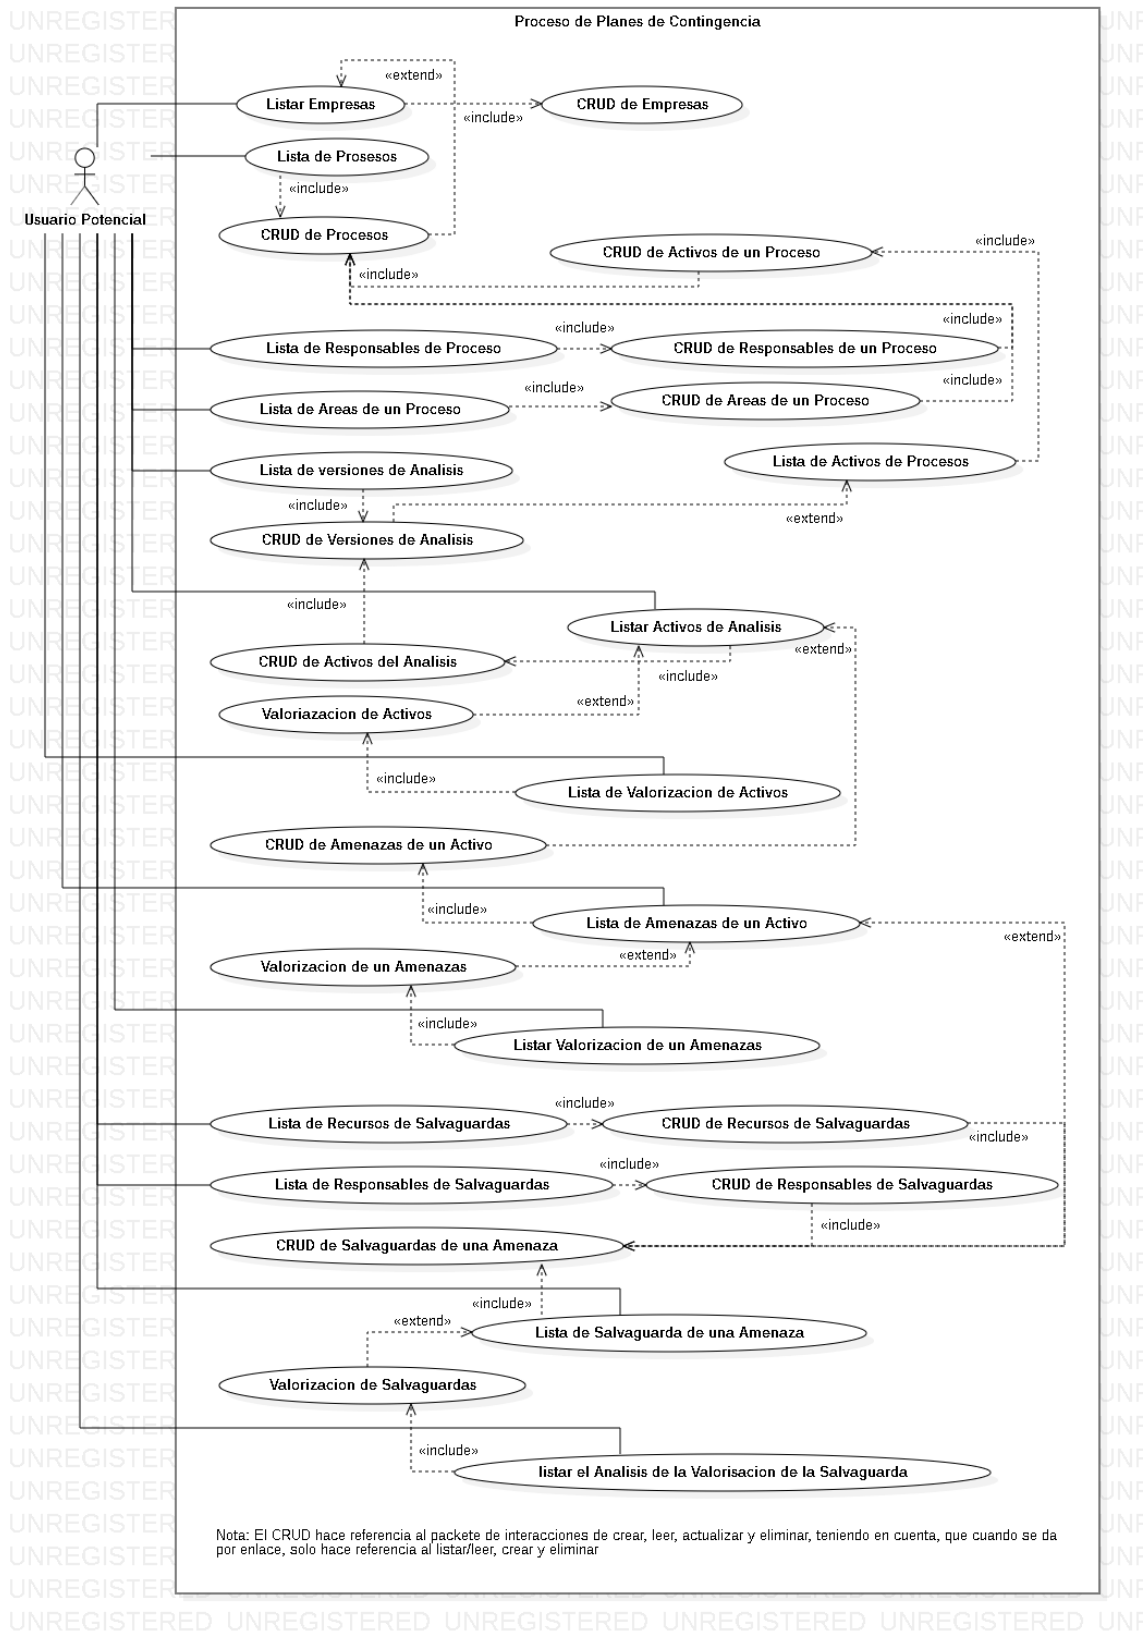 Proceso de Planes de Contingencia
«extend»
Listar Empresas
CRUD de Empresas
«include»
Lista de Prosesos
«include»
Usuario Potencial
CRUD de Procesos
«include»
CRUD de Activos de un Proceso
«include»
«include»
«include»
Lista de Responsables de Proceso
CRUD de Responsables de un Proceso
«include»
«include»
Lista de Areas de un Proceso
CRUD de Areas de un Proceso
Lista de versiones de Analisis
Lista de Activos de Procesos
«include»
«extend»
CRUD de Versiones de Analisis
«include»
Listar Activos de Analisis
«extend»
CRUD de Activos del Analisis
«include»
«extend»
Valoriazacion de Activos
«include»
Lista de Valorizacion de Activos
CRUD de Amenazas de un Activo
«include»
Lista de Amenazas de un Activo
«extend»
«extend»
Valorizacion de un Amenazas
«include»
Listar Valorizacion de un Amenazas
«include»
Lista de Recursos de Salvaguardas
CRUD de Recursos de Salvaguardas
«include»
«include»
Lista de Responsables de Salvaguardas
CRUD de Responsables de Salvaguardas
«include»
CRUD de Salvaguardas de una Amenaza
«include»
«extend»
Lista de Salvaguarda de una Amenaza
Valorizacion de Salvaguardas
«include»
listar el Analisis de la Valorisacion de la Salvaguarda
Nota: El CRUD hace referencia al packete de interacciones de crear, leer, actualizar y eliminar, teniendo en cuenta, que cuando se da
por enlace, solo hace referencia al listar/leer, crear y eliminar
UNREGISTERED UNREGISTERED UNREGISTERED UNREGISTERED UNREGISTERED